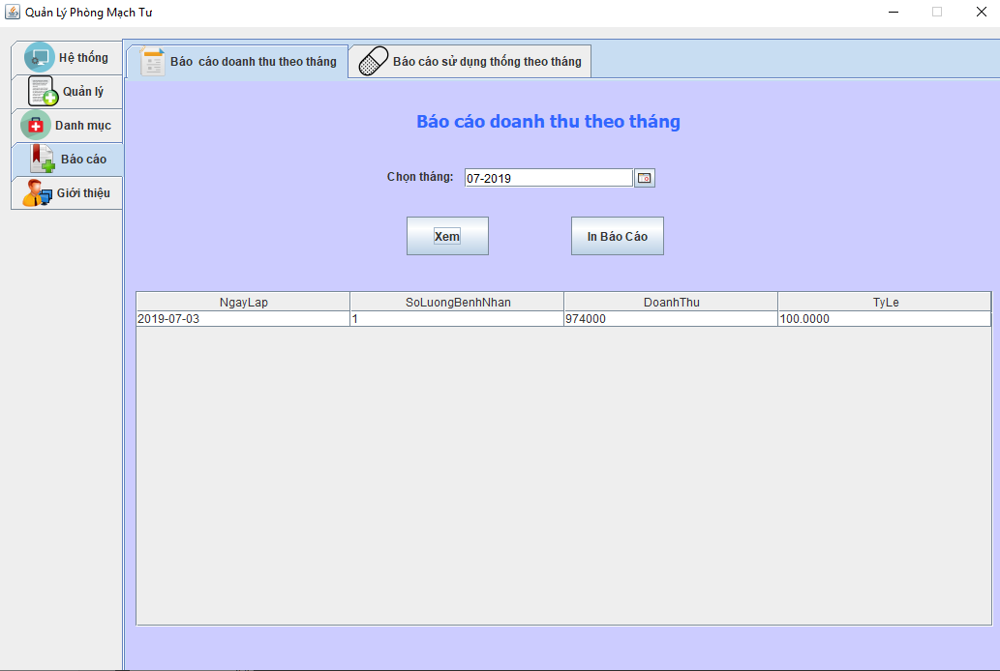 Quản Lý Phòng Mạch Tư
Hệ thống
Quản lý
Danh mục
Báo cáo
Giới thiệu
Báo cáo doanh thu theo tháng
Báo cáo sử dụng thống theo tháng
Báo cáo doanh thu theo tháng
Chọn tháng: 07-2019
Xem In Báo Cáo
NgayLap SoLuongBenhNhan DoanhThu TyLe
2019-07-03 1 974000 100.0000